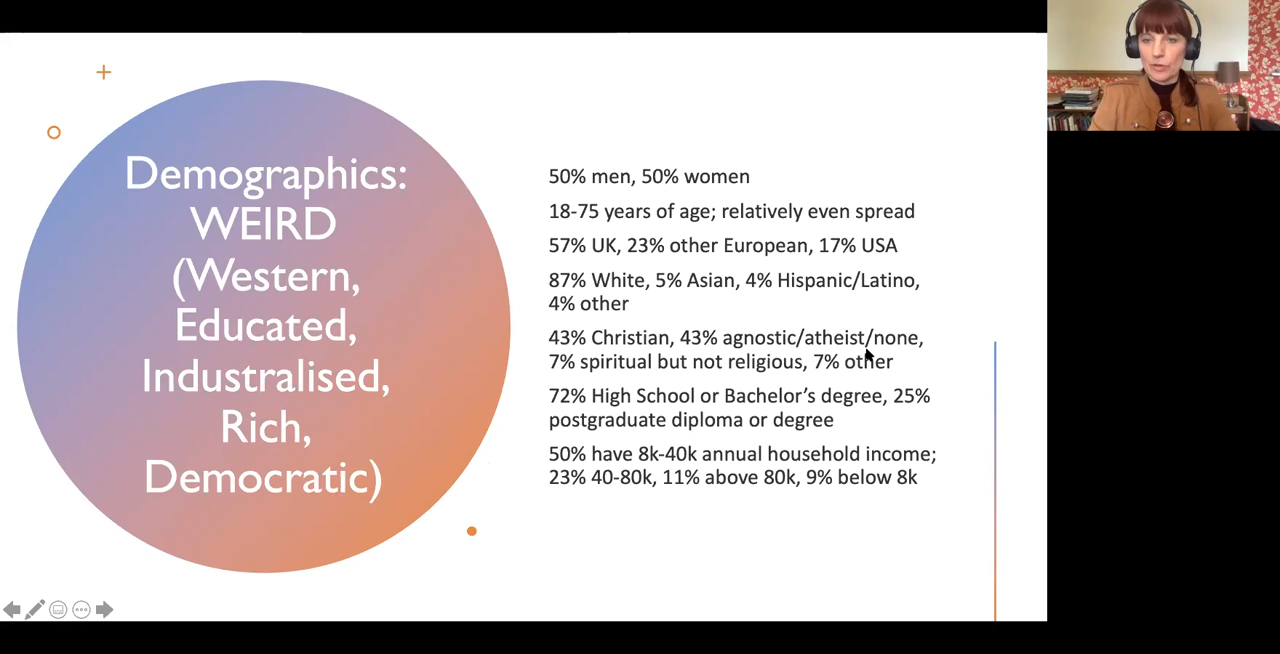 Demographics:
WEIRD
(Western,
Educated,
Industralised,
Rich,
Democratic)
50% men, 50% women
18-75 years of age; relatively even spread
57% UK, 23% other European, 17% USA
87% White, 5% Asian, 4% Hispanic/Latino,
4% other
43% Christian, 43% agnostic/atheist/none,
7% spiritual but not religious, 7% other
72% High School or Bachelor’s degree, 25%
postgraduate diploma or degree
50% have 8k-40k annual household income;
23% 40-80k, 11% above 80k, 9% below 8k